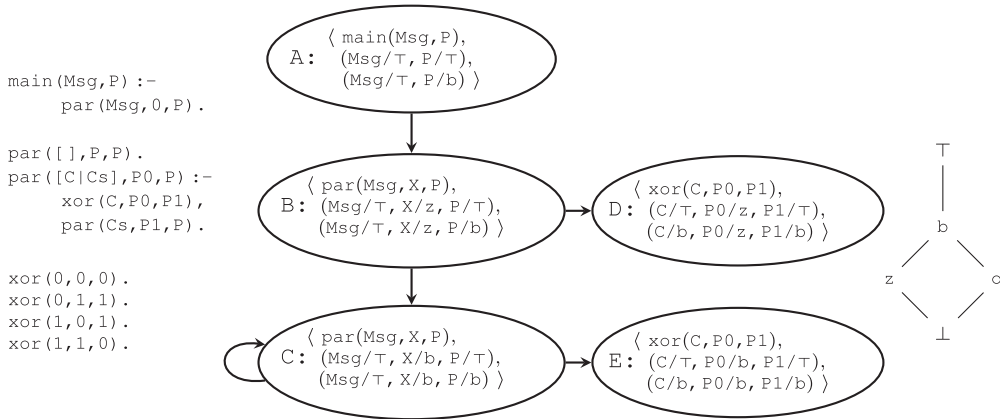 main(Msg,P):-
par(Msg,0,P).
par([],P,P).
par([C|Cs],P0,P):-
xor(C,P0,P1),
par(Cs,P1,P).
xor(0,0,0).
xor(0,1,1).
xor(1,0,1).
xor(1,1,0).
A: ⟨ main(Msg,P),
(Msg/⊤, P/⊤),
(Msg/⊤, P/b) ⟩
B: ⟨ par(Msg,X,P),
(Msg/⊤, X/z, P/⊤),
(Msg/⊤, X/z, P/b) ⟩
D: ⟨ xor(C,P0,P1),
(C/⊤, P0/z, P1/⊤),
(C/b, P0/z, P1/b) ⟩
C: ⟨ par(Msg,X,P),
(Msg/⊤, X/b, P/⊤),
(Msg/⊤, X/b, P/b) ⟩
E: ⟨ xor(C,P0,P1),
(C/⊤, P0/b, P1/⊤),
(C/b, P0/b, P1/b) ⟩
⊤
b
z o
⊥